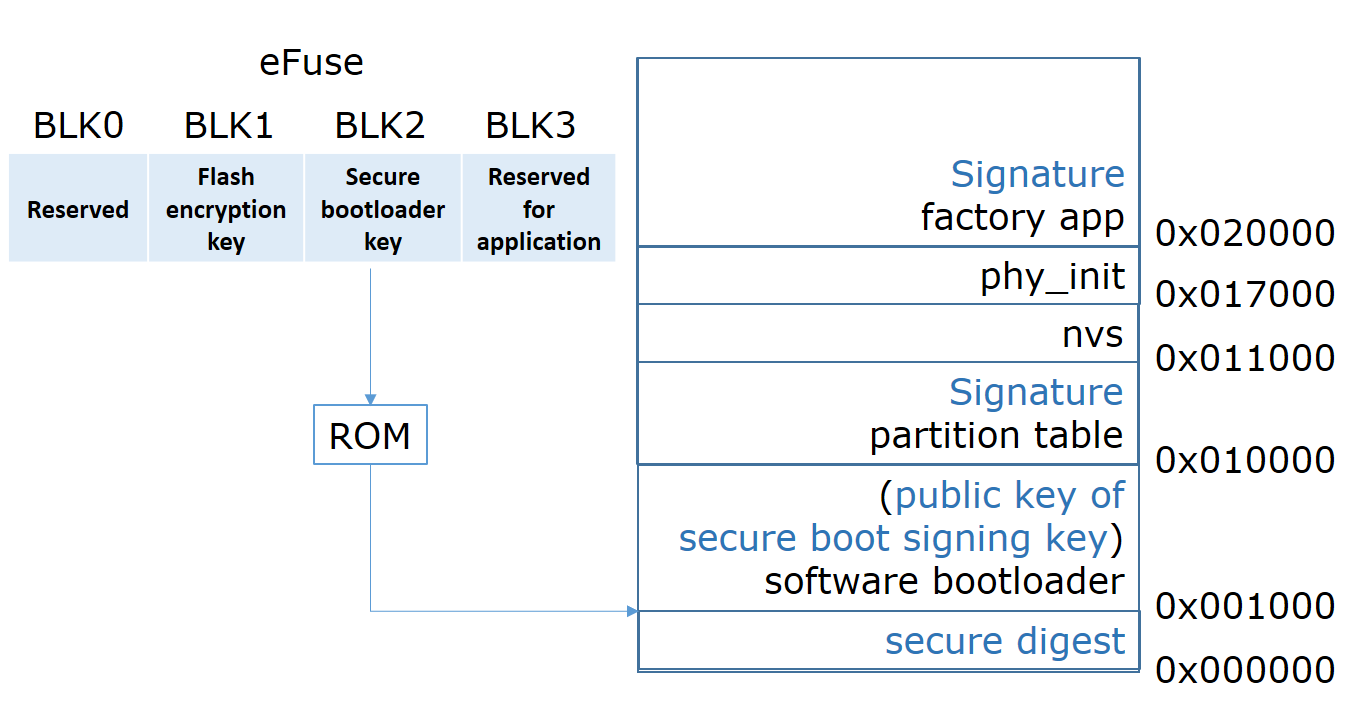 eFuse
BLK0 BLK1 BLK2 BLK3
Reserved
Flash
encryption
key
Secure
bootloader
key
Reserved
for
application
ROM
Signature
factory app
0x020000
phy_init
0x017000
nvs
0x011000
Signature
partition table
0x010000
(public key of
secure boot signing key)
software bootloader
0x001000
secure digest
0x000000